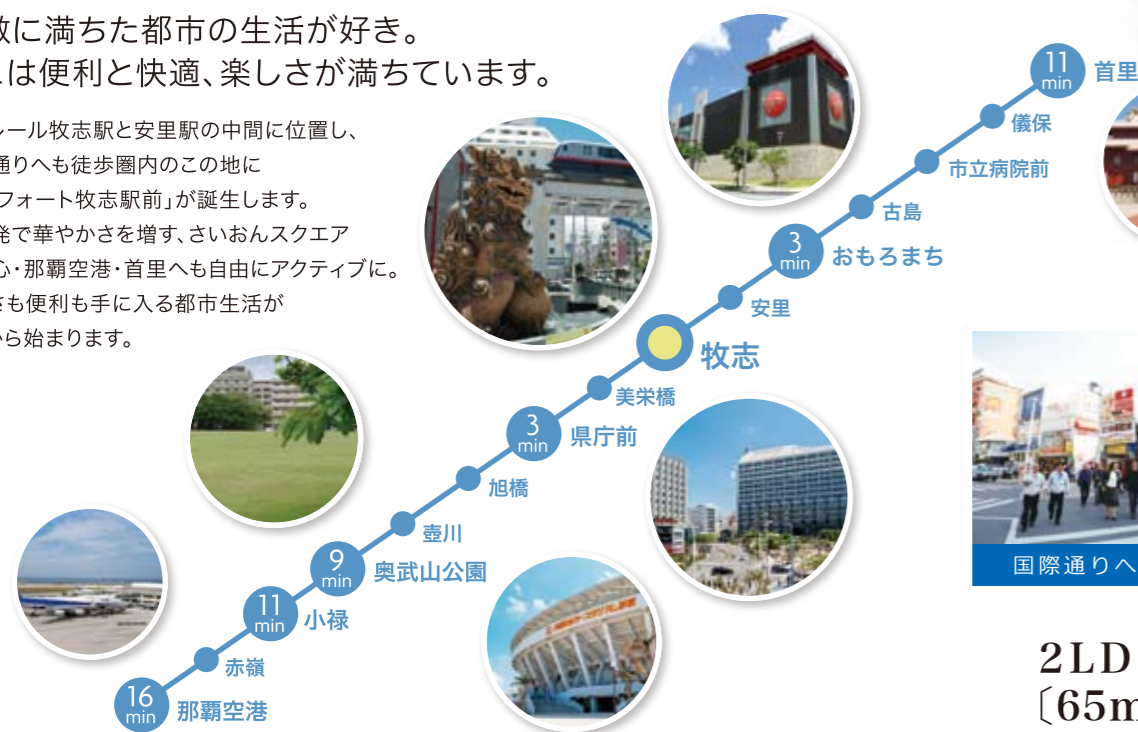 激に満ちた都市の生活が好き。
は便利と快適、楽しさが満ちています。
レール牧志駅と安里駅の中間に位置し、
通りへも徒歩圏内のこの地に
フォート牧志駅前」が誕生します。
発で華やかさを増す、さいおんスクエア
心・那覇空港・首里へも自由にアクティブに。
さも便利も手に入る都市生活が
から始まります。
11
min
首里
儀保
市立病院前
古島
3
min
おもろまち
安里
牧志
美栄橋
3
min
県庁前
旭橋
壺川
9
min
奥武山公園
11
min
小禄
赤嶺
16
min
那覇空港
国際通りへ
2LD
〔65m